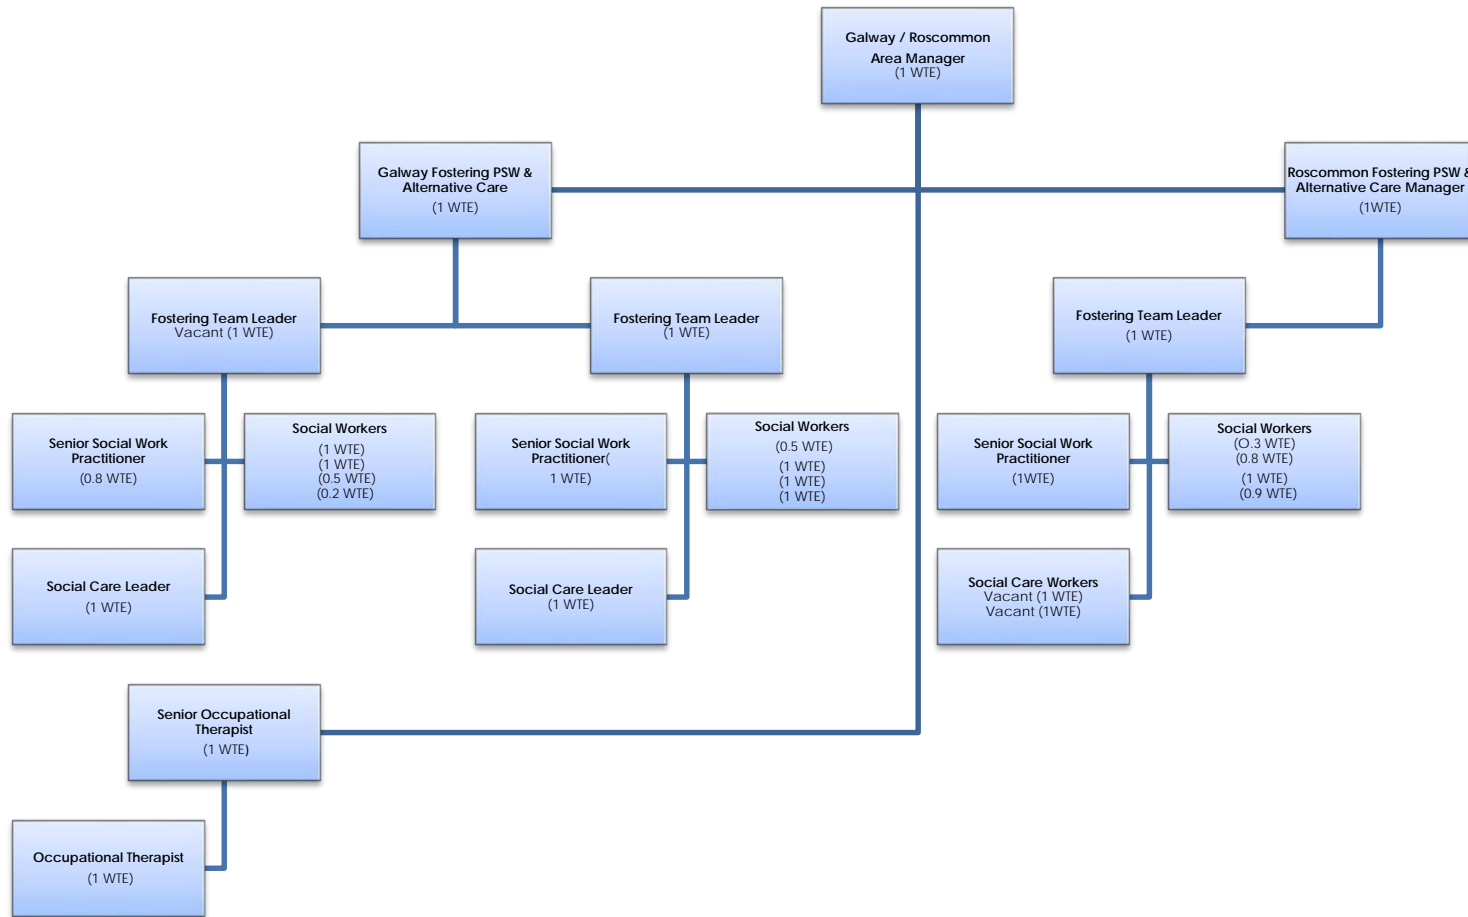 Galway / Roscommon
Area Manager
(1 WTE)
Galway Fostering PSW &
Alternative Care
(1 WTE)
Roscommon Fostering PSW &
Alternative Care Manager
(1WTE)
Fostering Team Leader
Vacant (1 WTE)
Fostering Team Leader
(1 WTE)
Fostering Team Leader
(1 WTE)
Senior Social Work
Practitioner
(0.8 WTE)
Social Workers
(1 WTE)
(1 WTE)
(0.5 WTE)
(0.2 WTE)
Senior Social Work
Practitioner(
1 WTE)
Social Workers
(0.5 WTE)
(1 WTE)
(1 WTE)
(1 WTE)
Senior Social Work
Practitioner
(1WTE)
Social Workers
(O.3 WTE)
(0.8 WTE)
(1 WTE)
(0.9 WTE)
Social Care Leader
(1 WTE)
Social Care Leader
(1 WTE)
Social Care Workers
Vacant (1 WTE)
Vacant (1WTE)
Senior Occupational
Therapist
(1 WTE)
Occupational Therapist
(1 WTE)